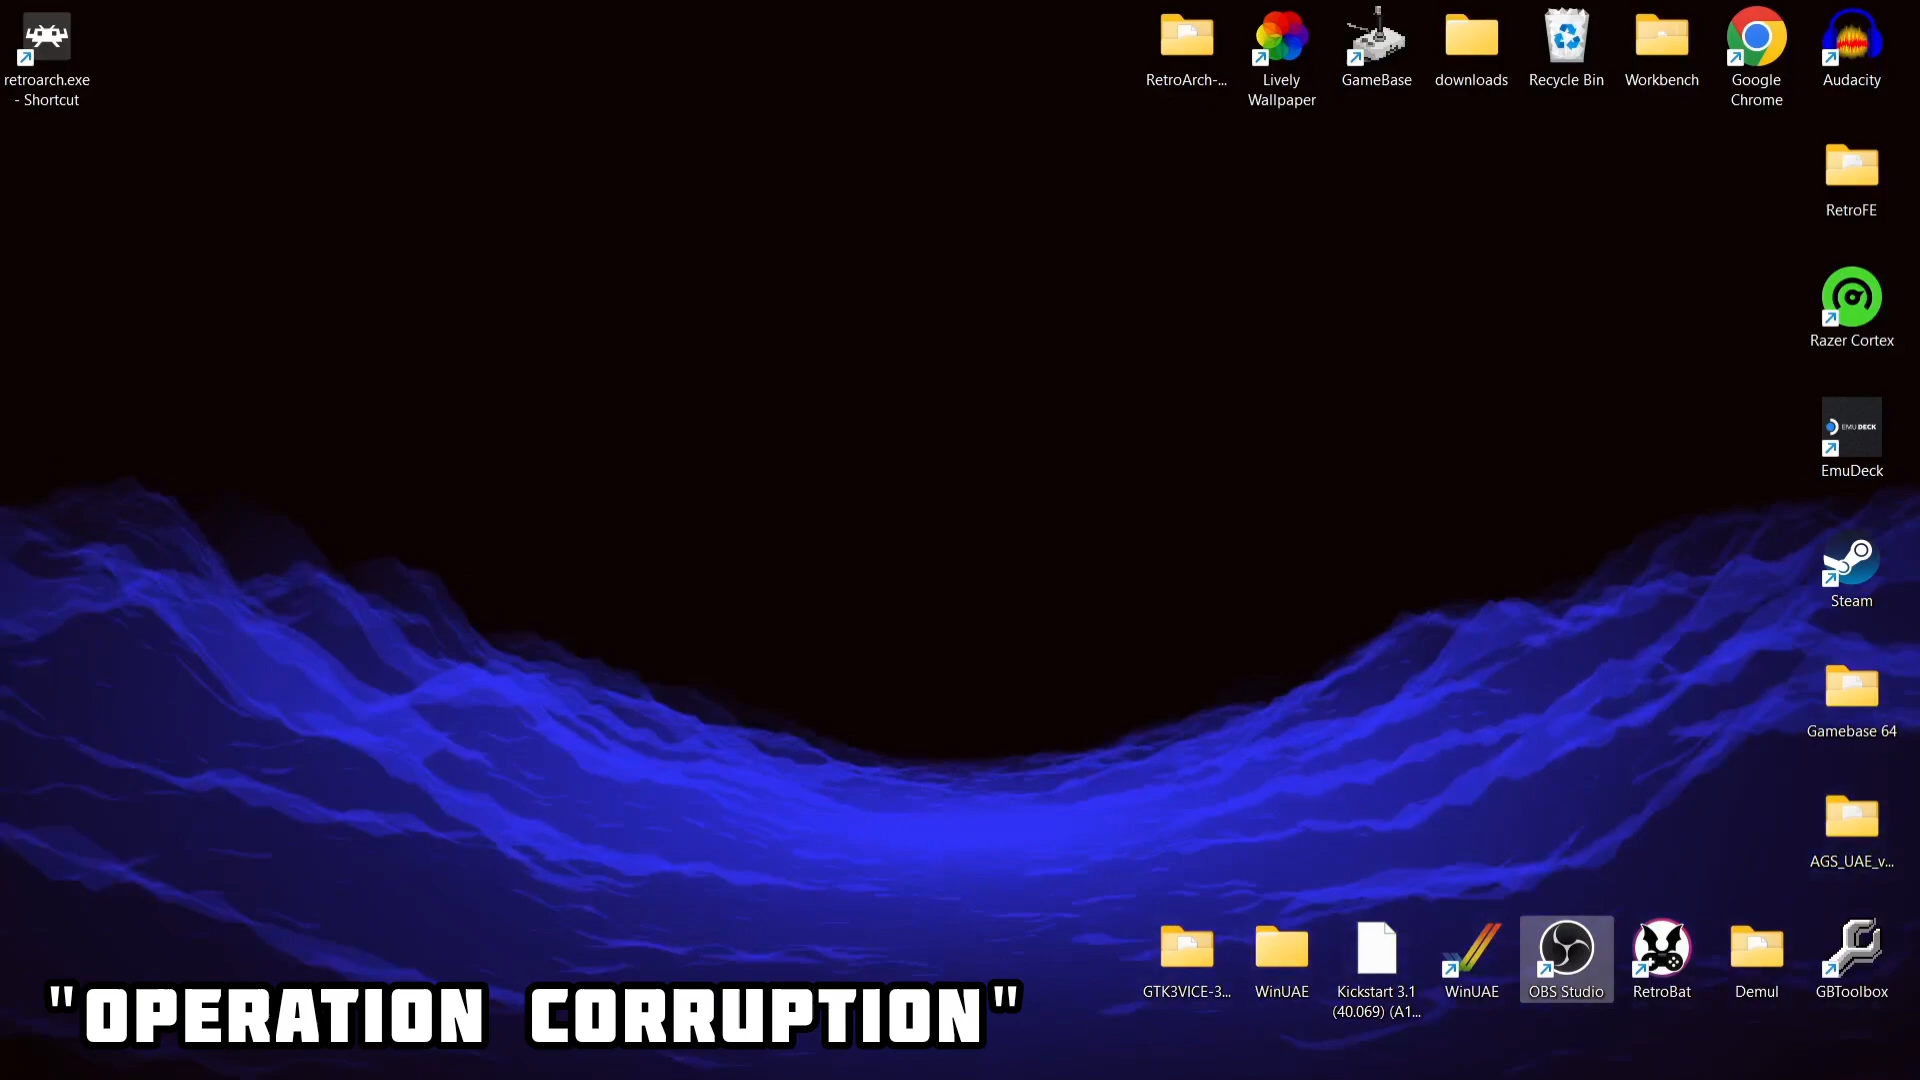 retroarch.exe
- Shortcut
RetroArch-...
Lively
Wallpaper
GameBase
downloads
Recycle Bin
Workbench
Google
Chrome
Audacity
RetroFE
Razer Cortex
EMUDECK
EmuDeck
Steam
Gamebase 64
AGS_UAE_v...
GTK3VICE-3...
WinUAE
Kickstart 3.1
(40.069) (A1...
WinUAE
OBS Studio
RetroBat
Demul
GBToolbox
"OPERATION CORRUPTION"